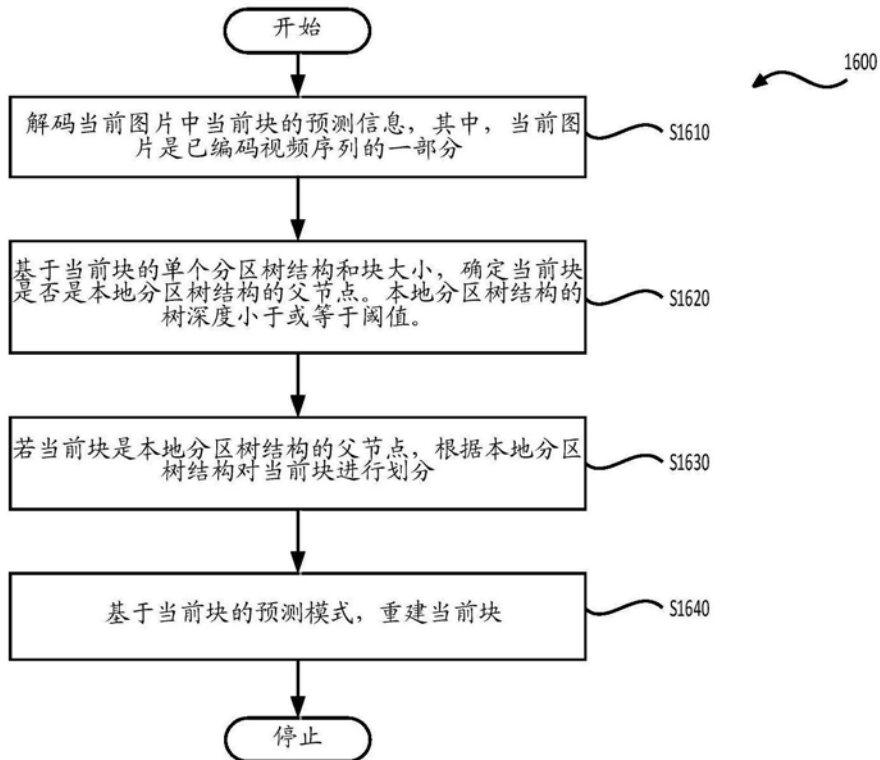 开始
1600
解码当前图片中当前块的预测信息，其中，当前图
片是已编码视频序列的一部分
S1610
基于当前块的单个分区树结构和块大小，确定当前块
是否是本地分区树结构的父节点。本地分区树结构的
树深度小于或等于阈值。
S1620
若当前块是本地分区树结构的父节点，根据本地分区
树结构对当前块进行划分
S1630
基于当前块的预测模式，重建当前块
S1640
停止